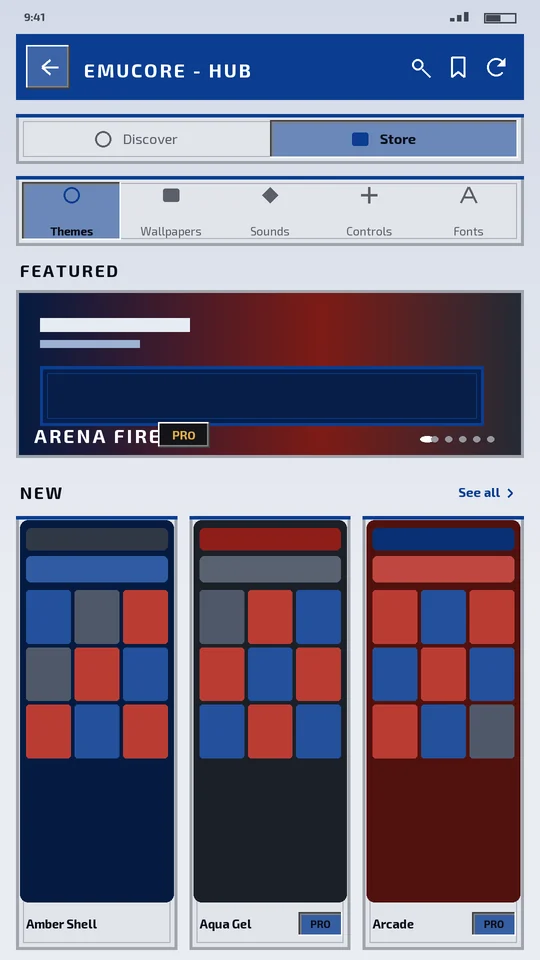 9:41
EMUCORE - HUB
Discover
Store
Themes
Wallpapers
Sounds
Controls
Fonts
FEATURED
ARENA FIRE
PRO
NEW
See all
Amber Shell
Aqua Gel
PRO
Arcade
PRO